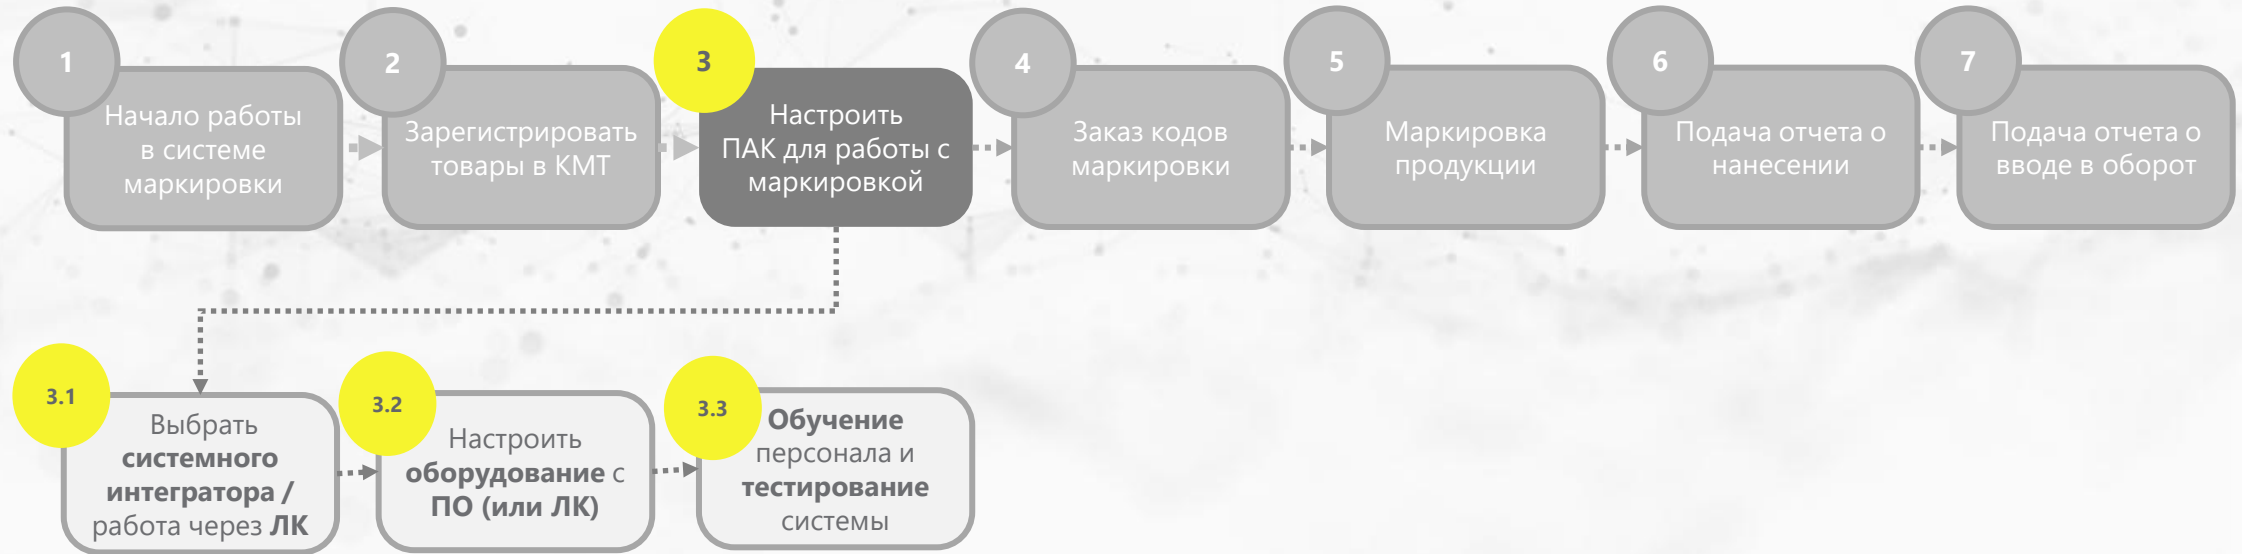 1
Начало работы
в системе
маркировки
2
Зарегистрировать
товары в КМТ
3
Настроить
ПАК для работы с
маркировкой
4
Заказ кодов
маркировки
5
Маркировка
продукции
6
Подача отчета о
нанесении
7
Подача отчета о
вводе в оборот
3.1
Выбрать
системного
интегратора /
работа через ЛК
3.2
Настроить
оборудование с
ПО (или ЛК)
3.3
Обучение
персонала и
тестирование
системы